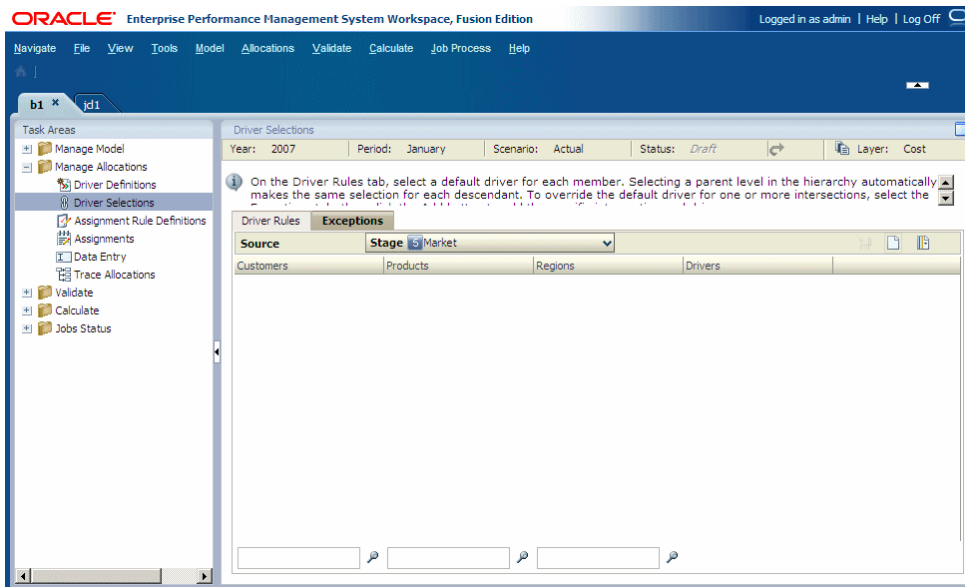 ORACLE® Enterprise Performance Management System Workspace, Fusion Edition
Logged in as admin | Help | Log Off
Navigate File View Tools Model Allocations Validate Calculate Job Process Help
b1 × jd1
Task Areas
Manage Model
Manage Allocations
Driver Definitions
Driver Selections
Assignment Rule Definitions
Assignments
Data Entry
Trace Allocations
Validate
Calculate
Jobs Status
Driver Selections
Year: 2007 Period: January Scenario: Actual Status: Draft Layer: Cost
On the Driver Rules tab, select a default driver for each member. Selecting a parent level in the hierarchy automatically
makes the same selection for each descendant. To override the default driver for one or more intersections, select the
Driver Rules Exceptions
Source Stage 5 Market
Customers Products Regions Drivers